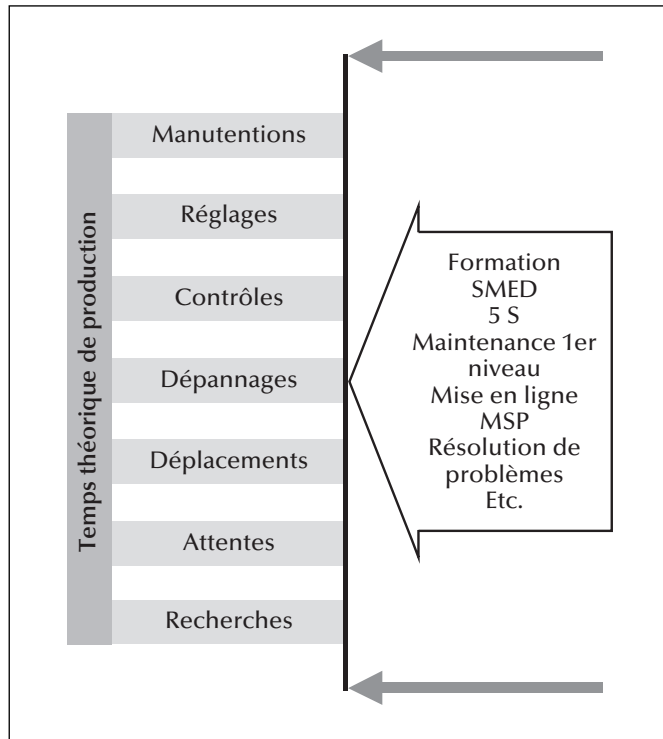 Temps théorique de production
Manutentions
Réglages
Contrôles
Dépannages
Déplacements
Attentes
Recherches
Formation
SMED
5 S
Maintenance 1er
niveau
Mise en ligne
MSP
Résolution de
problèmes
Etc.